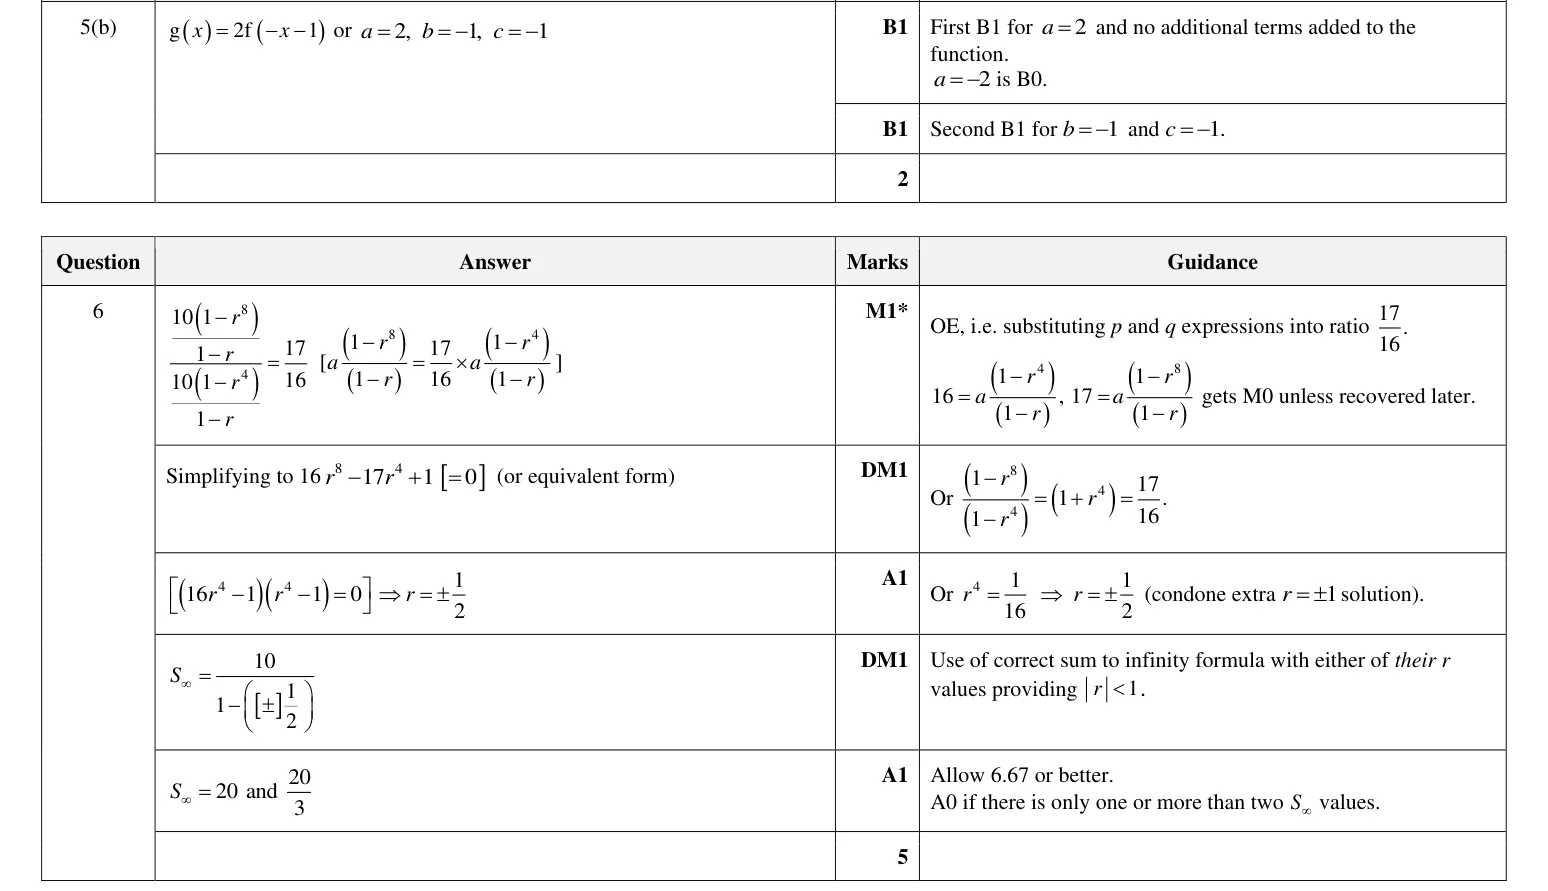 5(b) g(x) = 2f(−x − 1) or a = 2, b = −1, c = −1 B1 First B1 for a = 2 and no additional terms added to the
function.
a = −2 is B0.
B1 Second B1 for b = −1 and c = −1.
2
Question Answer Marks Guidance
6 (10(1 − r⁸)/(1 − r))/(10(1 − r⁴)/(1 − r)) = 17/16 [a(1 − r⁸)/(1 − r) = 17/16 × a(1 − r⁴)/(1 − r)] M1* OE, i.e. substituting p and q expressions into ratio 17/16.
16 = a(1 − r⁴)/(1 − r), 17 = a(1 − r⁸)/(1 − r) gets M0 unless recovered later.
Simplifying to 16r⁸ − 17r⁴ + 1 [= 0] (or equivalent form) DM1 Or (1 − r⁸)/(1 − r⁴) = (1 + r⁴) = 17/16.
[(16r⁴ − 1)(r⁴ − 1) = 0] ⇒ r = ±1/2 A1 Or r⁴ = 1/16 ⇒ r = ±1/2 (condone extra r = ±1 solution).
S∞ = 10/(1 − ([±]1/2)) DM1 Use of correct sum to infinity formula with either of their r
values providing |r| < 1.
S∞ = 20 and 20/3 A1 Allow 6.67 or better.
A0 if there is only one or more than two S∞ values.
5